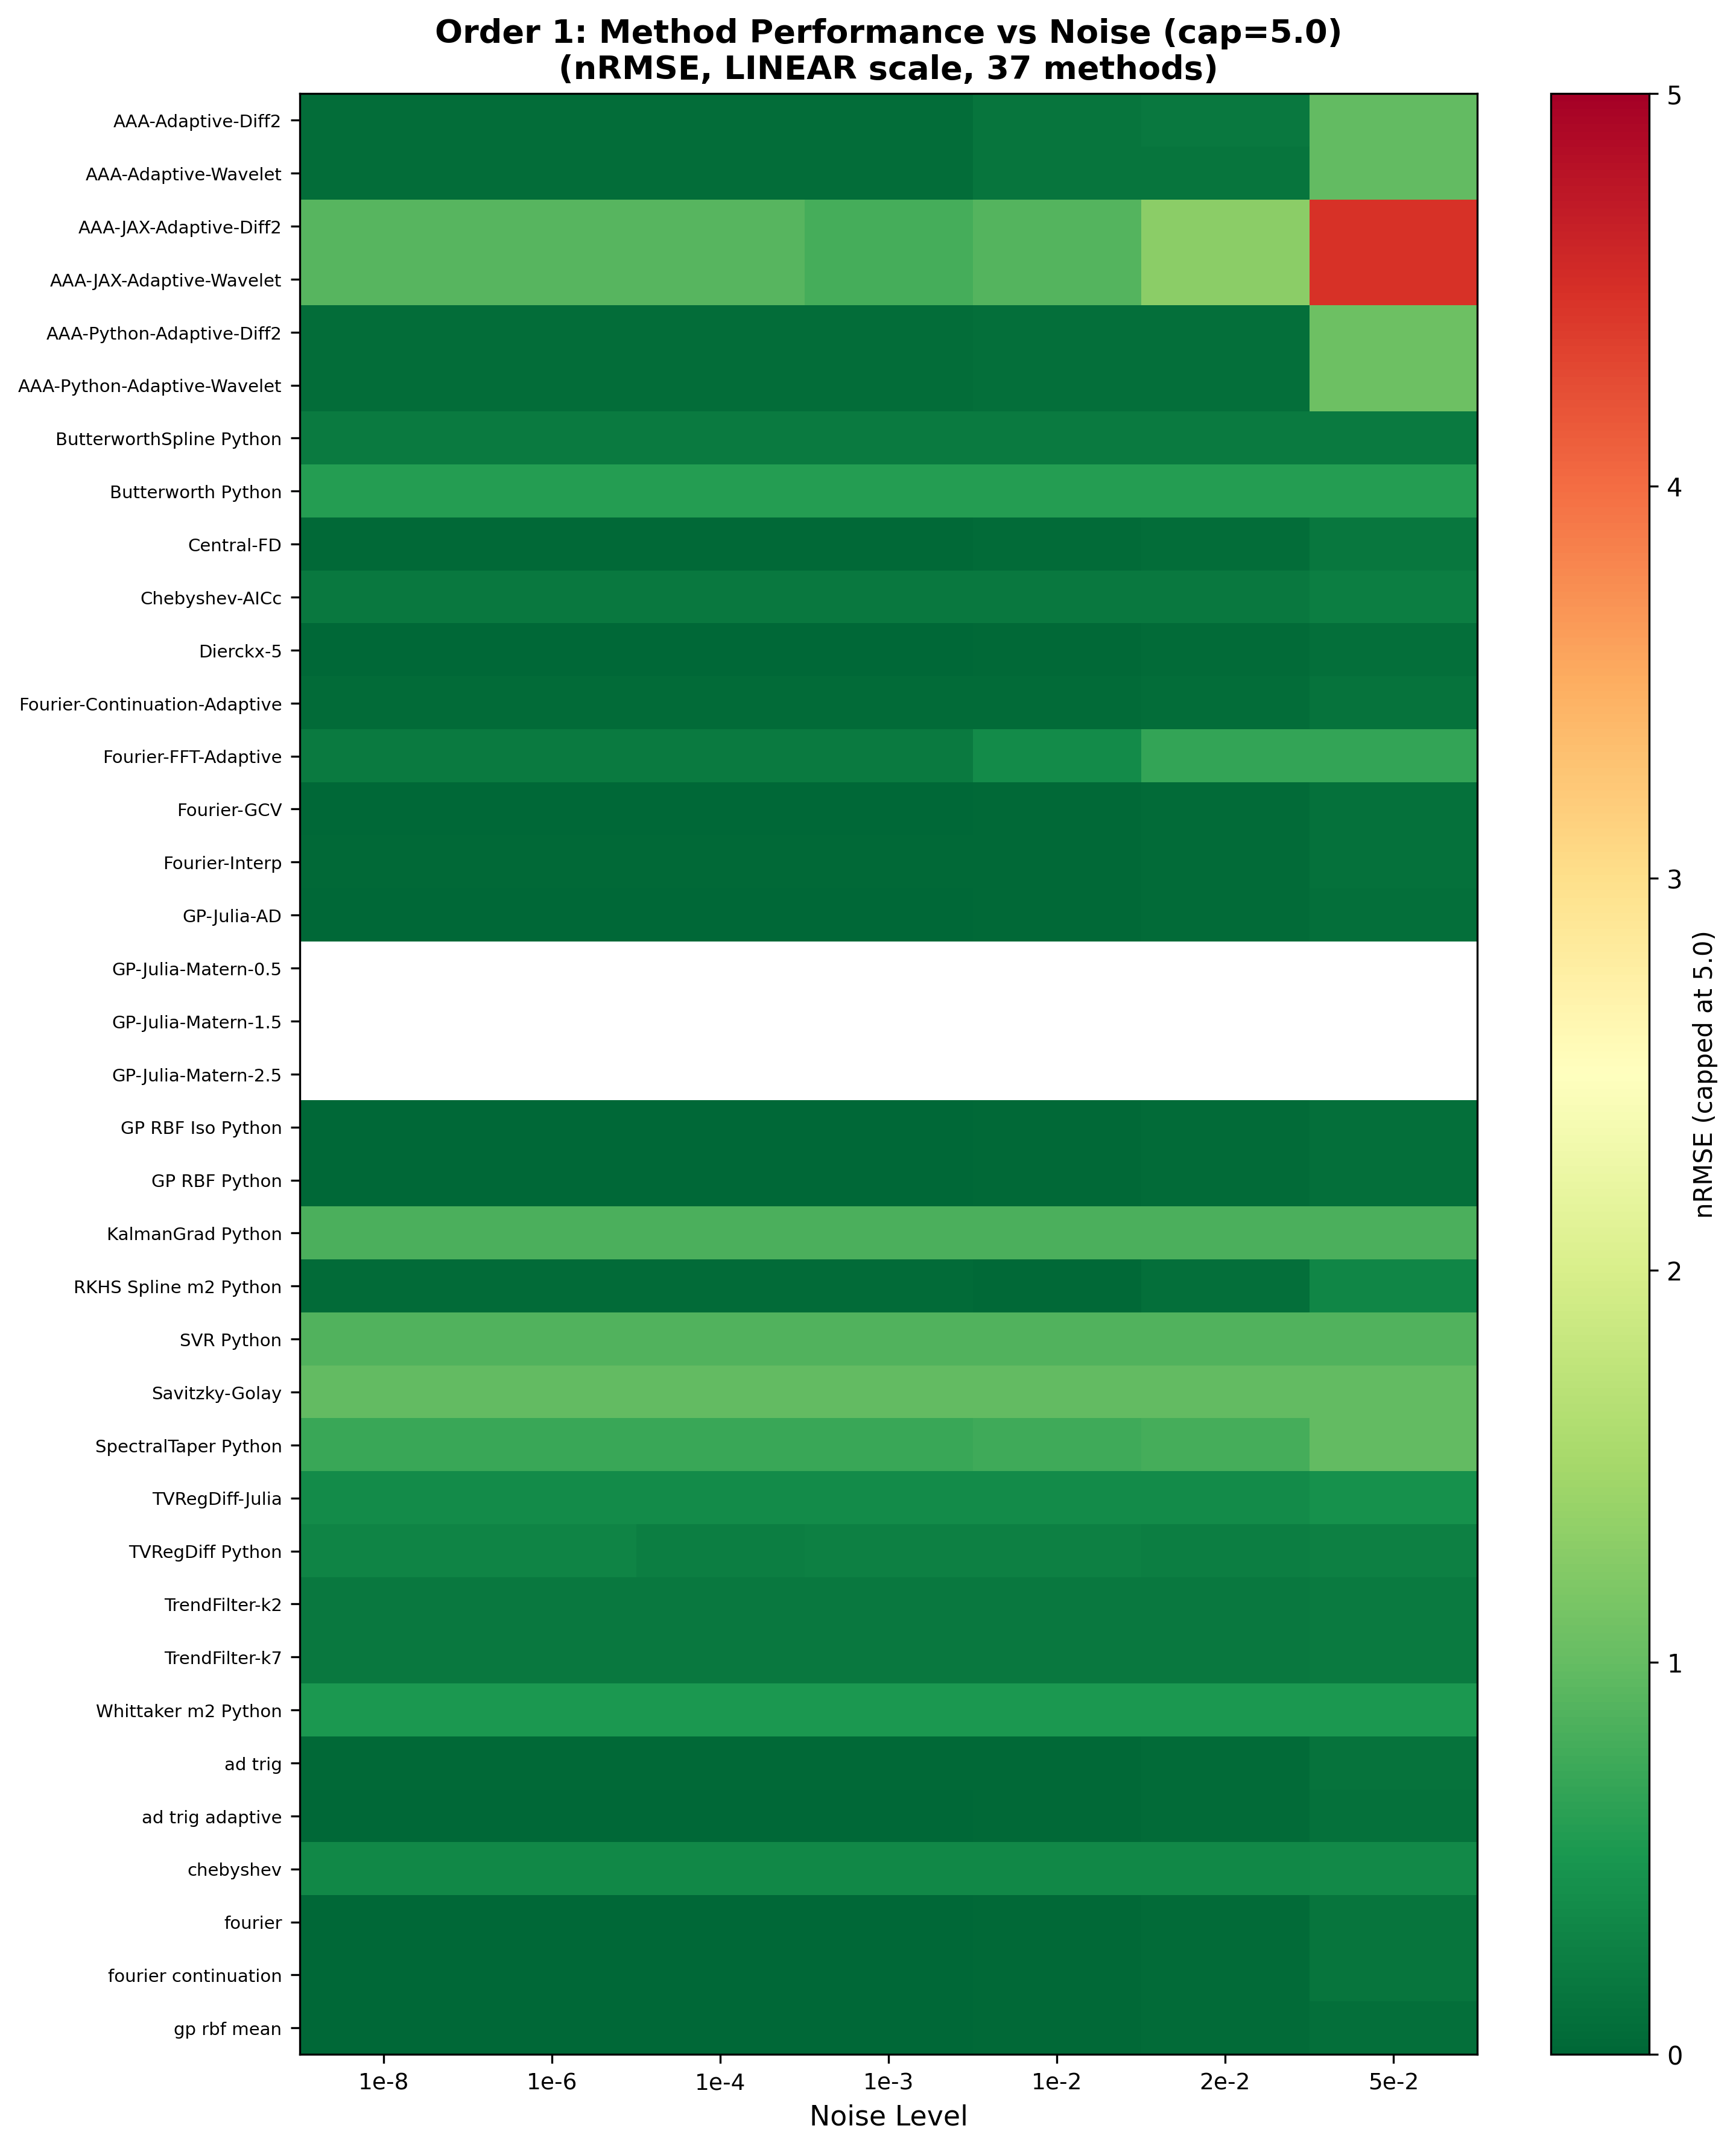 Order 1: Method Performance vs Noise (cap=5.0)
(nRMSE, LINEAR scale, 37 methods)
AAA-Adaptive-Diff2
AAA-Adaptive-Wavelet
AAA-JAX-Adaptive-Diff2
AAA-JAX-Adaptive-Wavelet
AAA-Python-Adaptive-Diff2
AAA-Python-Adaptive-Wavelet
ButterworthSpline Python
Butterworth Python
Central-FD
Chebyshev-AICc
Dierckx-5
Fourier-Continuation-Adaptive
Fourier-FFT-Adaptive
Fourier-GCV
Fourier-Interp
GP-Julia-AD
GP-Julia-Matern-0.5
GP-Julia-Matern-1.5
GP-Julia-Matern-2.5
GP RBF Iso Python
GP RBF Python
KalmanGrad Python
RKHS Spline m2 Python
SVR Python
Savitzky-Golay
SpectralTaper Python
TVRegDiff-Julia
TVRegDiff Python
TrendFilter-k2
TrendFilter-k7
Whittaker m2 Python
ad trig
ad trig adaptive
chebyshev
fourier
fourier continuation
gp rbf mean
1e-8
1e-6
1e-4
1e-3
1e-2
2e-2
5e-2
Noise Level
5
4
3
2
1
0
nRMSE (capped at 5.0)